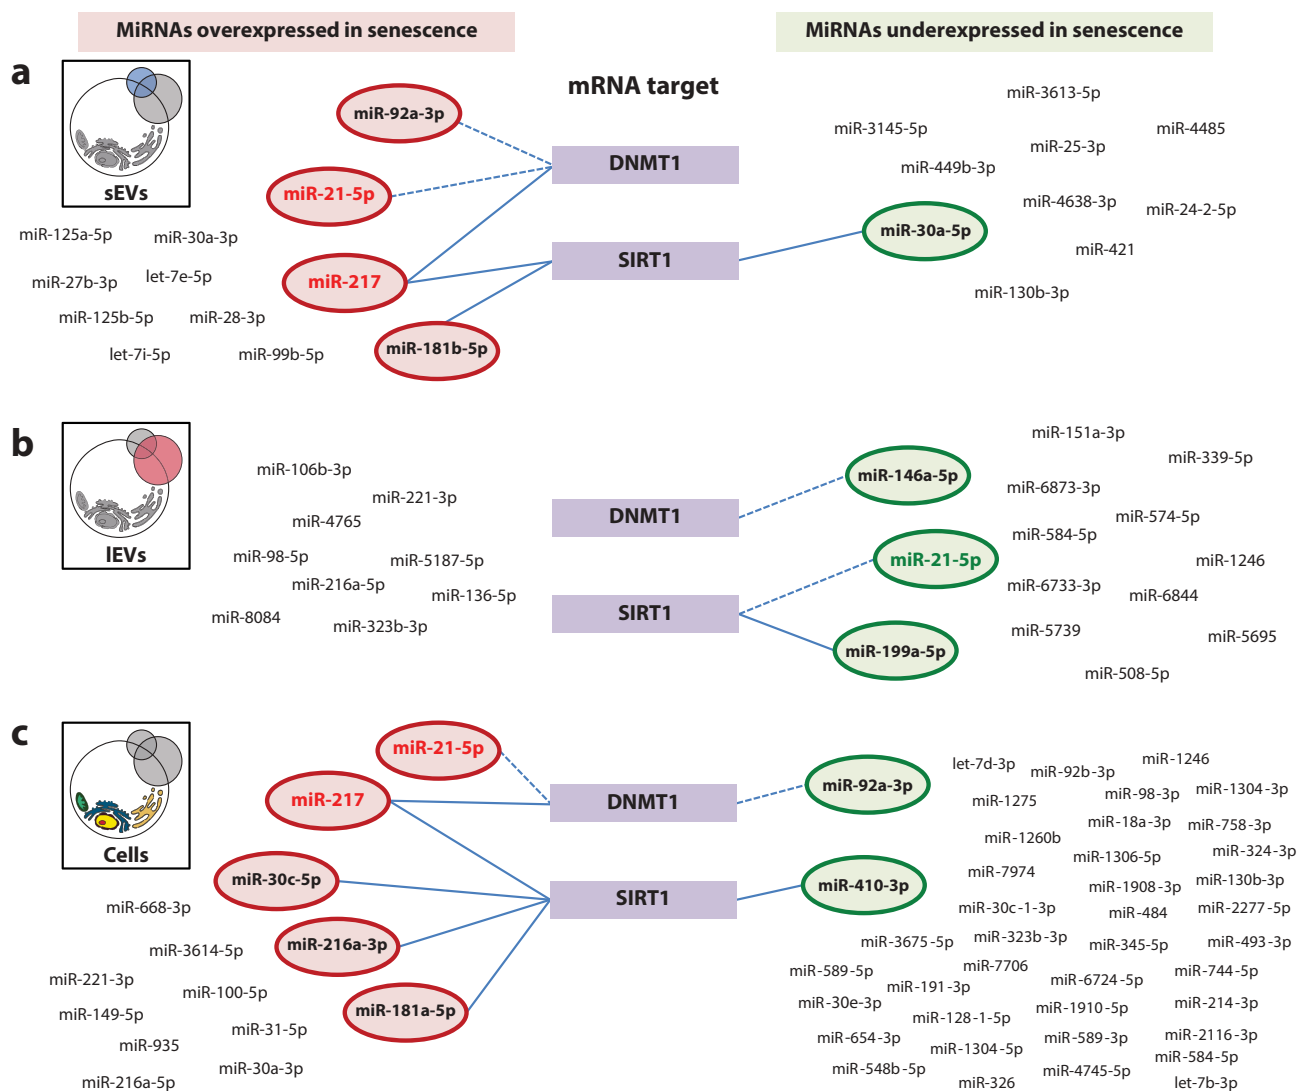 MiRNAs overexpressed in senescence
MiRNAs underexpressed in senescence
a
sEVs
mRNA target
miR-92a-3p
miR-21-5p
miR-217
miR-181b-5p
DNMT1
SIRT1
miR-30a-5p
miR-125a-5p
miR-30a-3p
miR-27b-3p
let-7e-5p
miR-125b-5p
miR-28-3p
let-7i-5p
miR-99b-5p
miR-3613-5p
miR-3145-5p
miR-4485
miR-25-3p
miR-449b-3p
miR-4638-3p
miR-24-2-5p
miR-421
miR-130b-3p
b
lEVs
miR-106b-3p
miR-221-3p
miR-4765
miR-98-5p
miR-5187-5p
miR-216a-5p
miR-136-5p
miR-8084
miR-323b-3p
DNMT1
SIRT1
miR-146a-5p
miR-21-5p
miR-199a-5p
miR-151a-3p
miR-339-5p
miR-6873-3p
miR-574-5p
miR-584-5p
miR-1246
miR-6733-3p
miR-6844
miR-5739
miR-5695
miR-508-5p
c
Cells
miR-21-5p
miR-217
miR-30c-5p
miR-216a-3p
miR-181a-5p
miR-668-3p
miR-3614-5p
miR-221-3p
miR-100-5p
miR-149-5p
miR-31-5p
miR-935
miR-30a-3p
miR-216a-5p
DNMT1
SIRT1
miR-92a-3p
miR-410-3p
let-7d-3p
miR-92b-3p
miR-1246
miR-1275
miR-98-3p
miR-1304-3p
miR-18a-3p
miR-758-3p
miR-1260b
miR-1306-5p
miR-324-3p
miR-7974
miR-1908-3p
miR-130b-3p
miR-30c-1-3p
miR-484
miR-2277-5p
miR-3675-5p
miR-323b-3p
miR-345-5p
miR-493-3p
miR-589-5p
miR-7706
miR-191-3p
miR-6724-5p
miR-744-5p
miR-30e-3p
miR-128-1-5p
miR-1910-5p
miR-214-3p
miR-654-3p
miR-1304-5p
miR-589-3p
miR-2116-3p
miR-584-5p
miR-548b-5p
miR-326
miR-4745-5p
let-7b-3p